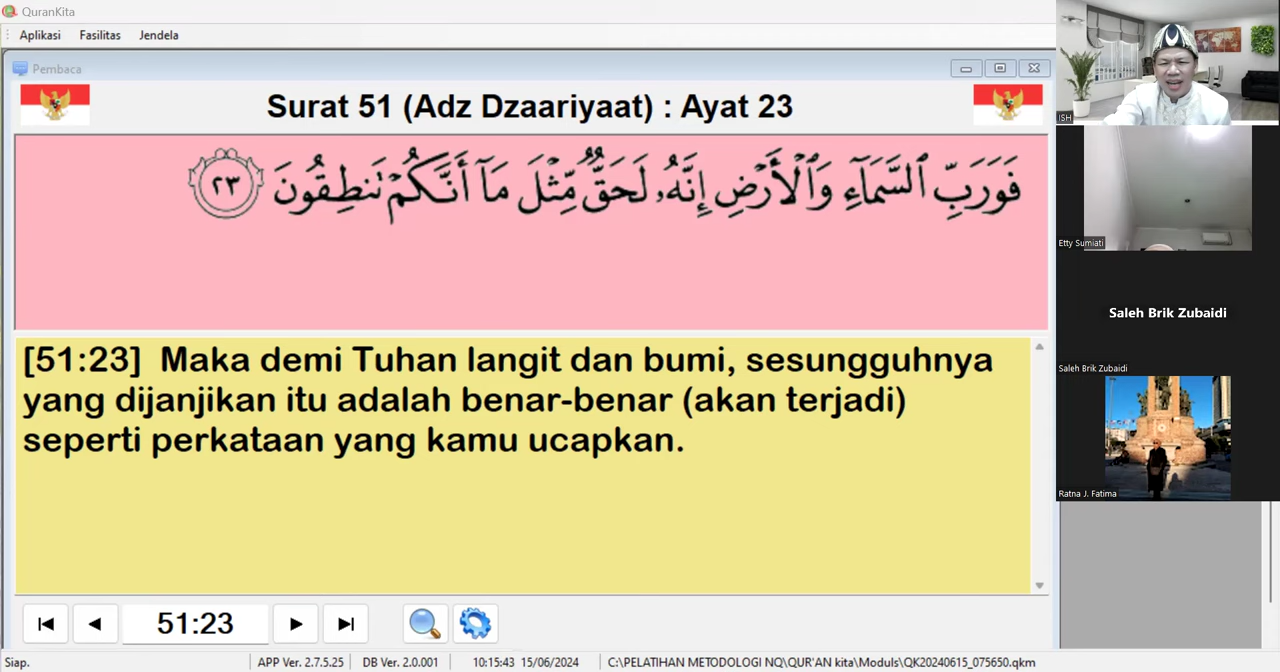 QuranKita
Aplikasi Fasilitas Jendela
Pembaca
Surat 51 (Adz Dzaariyaat) : Ayat 23
فَوَرَبِّ ٱلسَّمَآءِ وَٱلْأَرْضِ إِنَّهُۥ لَحَقٌّ مِّثْلَ مَآ أَنَّكُمْ تَنطِقُونَ ٢٣
[51:23] Maka demi Tuhan langit dan bumi, sesungguhnya
yang dijanjikan itu adalah benar-benar (akan terjadi)
seperti perkataan yang kamu ucapkan.
51:23
Siap. APP Ver. 2.7.5.25 DB Ver. 2.0.001 10:15:43 15/06/2024 C:\PELATIHAN METODOLOGI NQ\QUR'AN kita\Moduls\QK20240615_075650.qkm
ISH
Etty Sumiati
Saleh Brik Zubaidi
Saleh Brik Zubaidi
Ratna J. Fatima